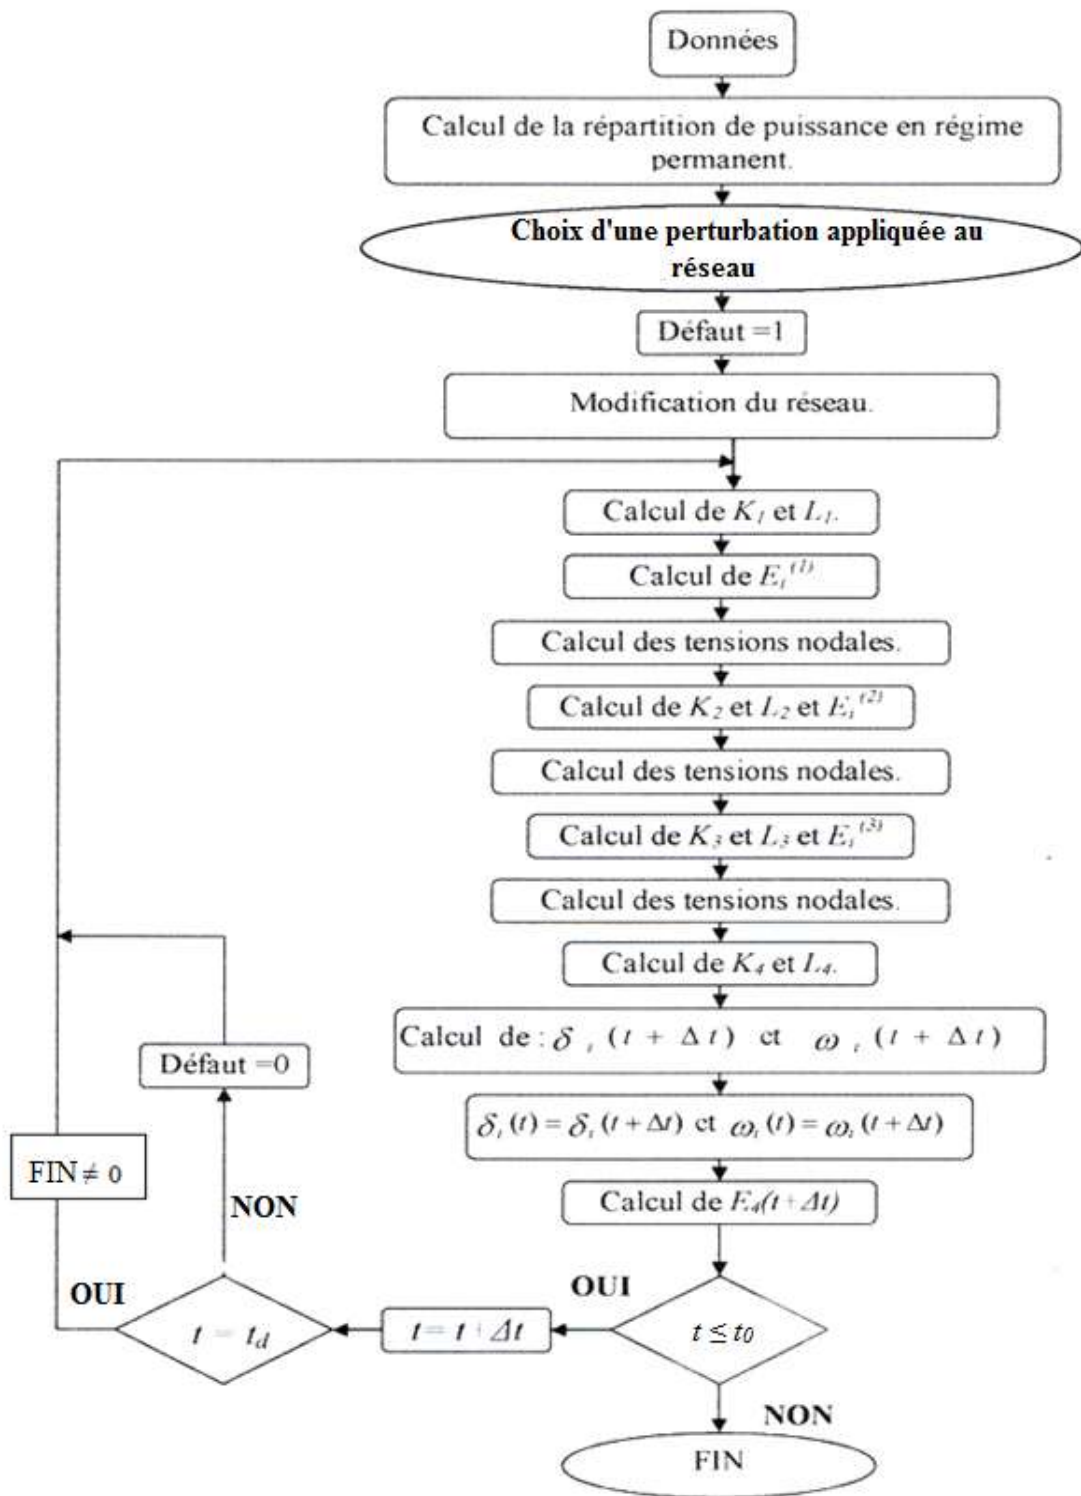 Données
Calcul de la répartition de puissance en régime
permanent.
Choix d'une perturbation appliquée au
réseau
Défaut =1
Modification du réseau.
Calcul de K₁ et L₁.
Calcul de Eᵢ⁽¹⁾
Calcul des tensions nodales.
Calcul de K₂ et L₂ et Eᵢ⁽²⁾
Calcul des tensions nodales.
Calcul de K₃ et L₃ et Eᵢ⁽³⁾
Calcul des tensions nodales.
Calcul de K₄ et L₄.
Calcul de : δᵢ (t + Δ t) et ωᵢ (t + Δ t)
δᵢ (t) = δᵢ (t + Δt) et ωᵢ (t) = ωᵢ (t + Δt)
Calcul de E₄(t+Δt)
t ≤ t₀
OUI
t = t + Δt
t = t_d
OUI
FIN ≠ 0
NON
Défaut =0
NON
FIN